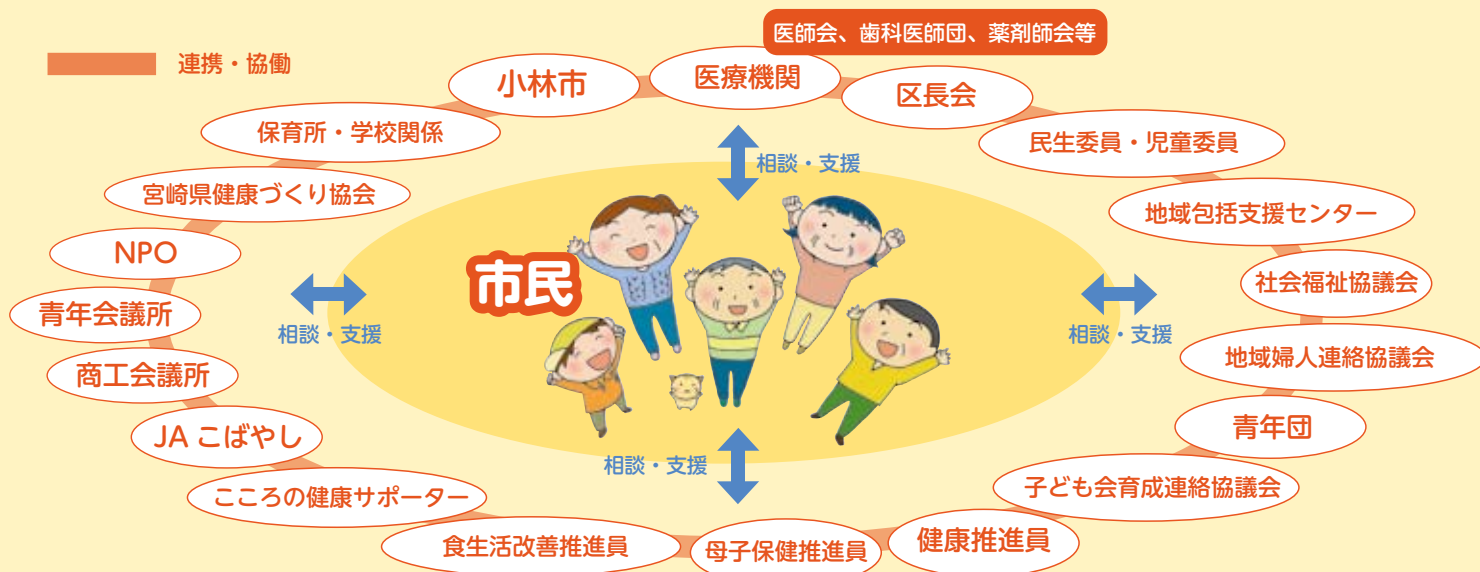 医師会、歯科医師団、薬剤師会等
連携・協働
小林市
医療機関
区長会
保育所・学校関係
民生委員・児童委員
相談・支援
宮崎県健康づくり協会
地域包括支援センター
NPO
市民
社会福祉協議会
青年会議所
相談・支援
相談・支援
地域婦人連絡協議会
商工会議所
青年団
JA こばやし
相談・支援
子ども会育成連絡協議会
こころの健康サポーター
食生活改善推進員
母子保健推進員
健康推進員